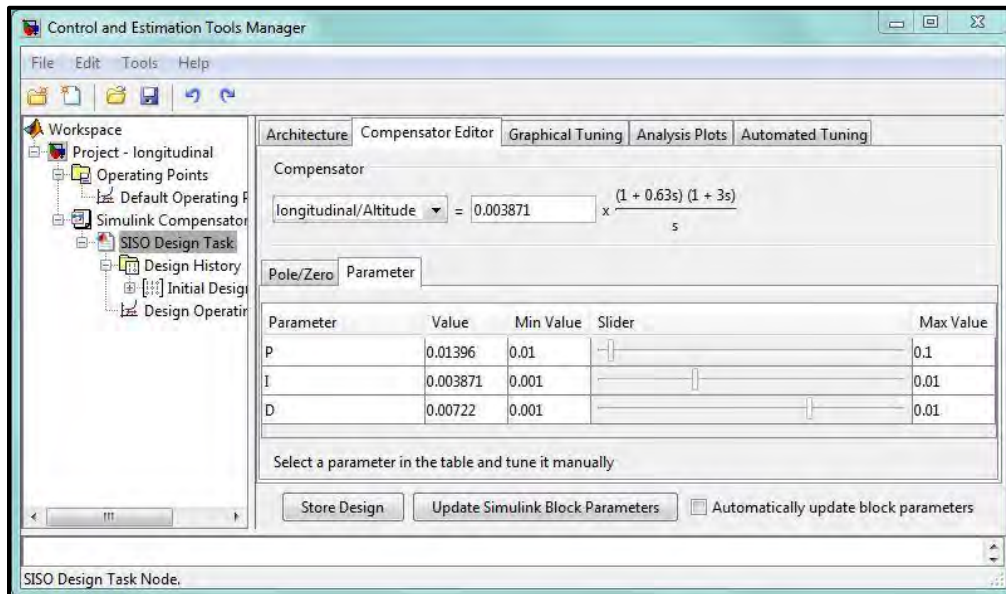 Control and Estimation Tools Manager
File Edit Tools Help
Workspace
Project - longitudinal
Operating Points
Default Operating P
Simulink Compensator
SISO Design Task
Design History
Initial Desig
Design Operatin
Architecture Compensator Editor Graphical Tuning Analysis Plots Automated Tuning
Compensator
longitudinal/Altitude = 0.003871 x (1 + 0.63s) (1 + 3s)
s
Pole/Zero Parameter
Parameter Value Min Value Slider Max Value
P 0.01396 0.01 0.1
I 0.003871 0.001 0.01
D 0.00722 0.001 0.01
Select a parameter in the table and tune it manually
Store Design Update Simulink Block Parameters Automatically update block parameters
SISO Design Task Node.